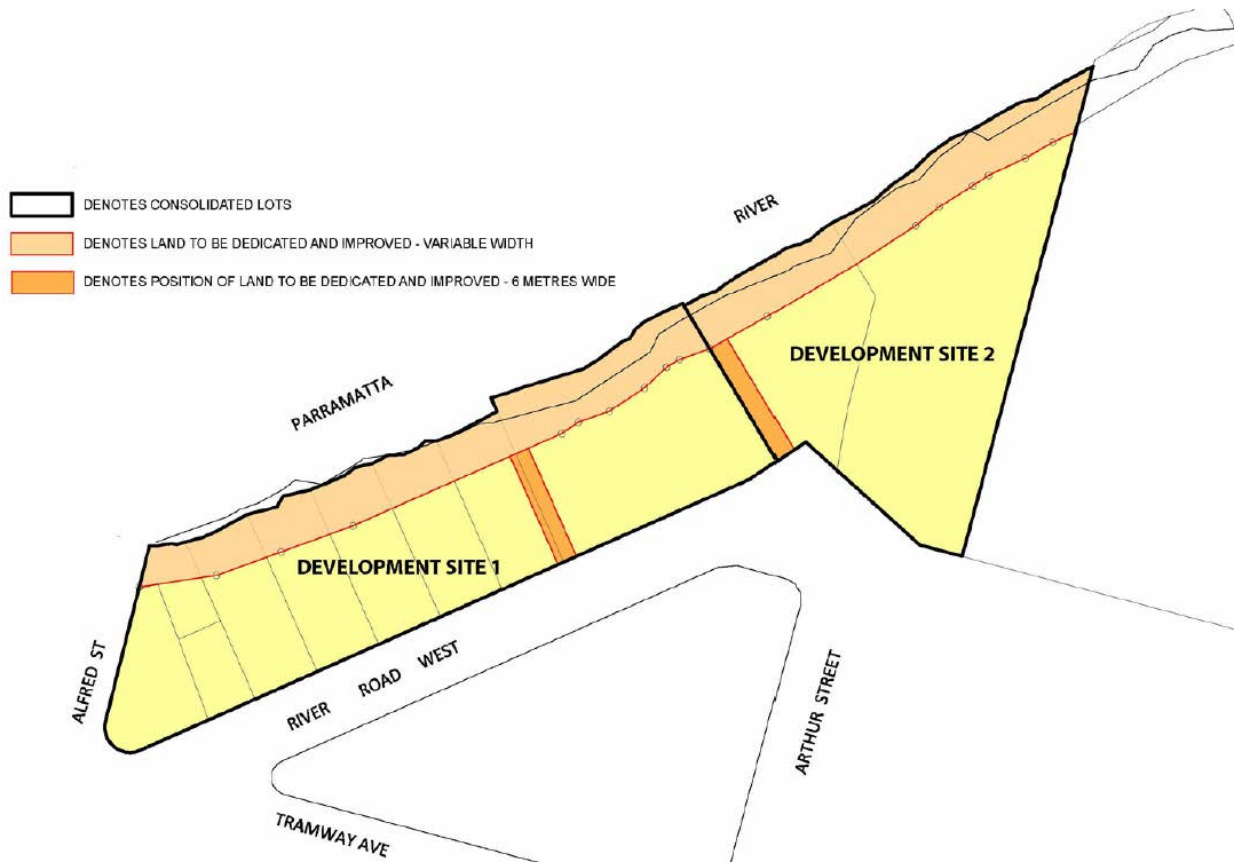 DENOTES CONSOLIDATED LOTS
DENOTES LAND TO BE DEDICATED AND IMPROVED - VARIABLE WIDTH
DENOTES POSITION OF LAND TO BE DEDICATED AND IMPROVED - 6 METRES WIDE
RIVER
PARRAMATTA
DEVELOPMENT SITE 2
DEVELOPMENT SITE 1
ALFRED ST
RIVER ROAD WEST
ARTHUR STREET
TRAMWAY AVE